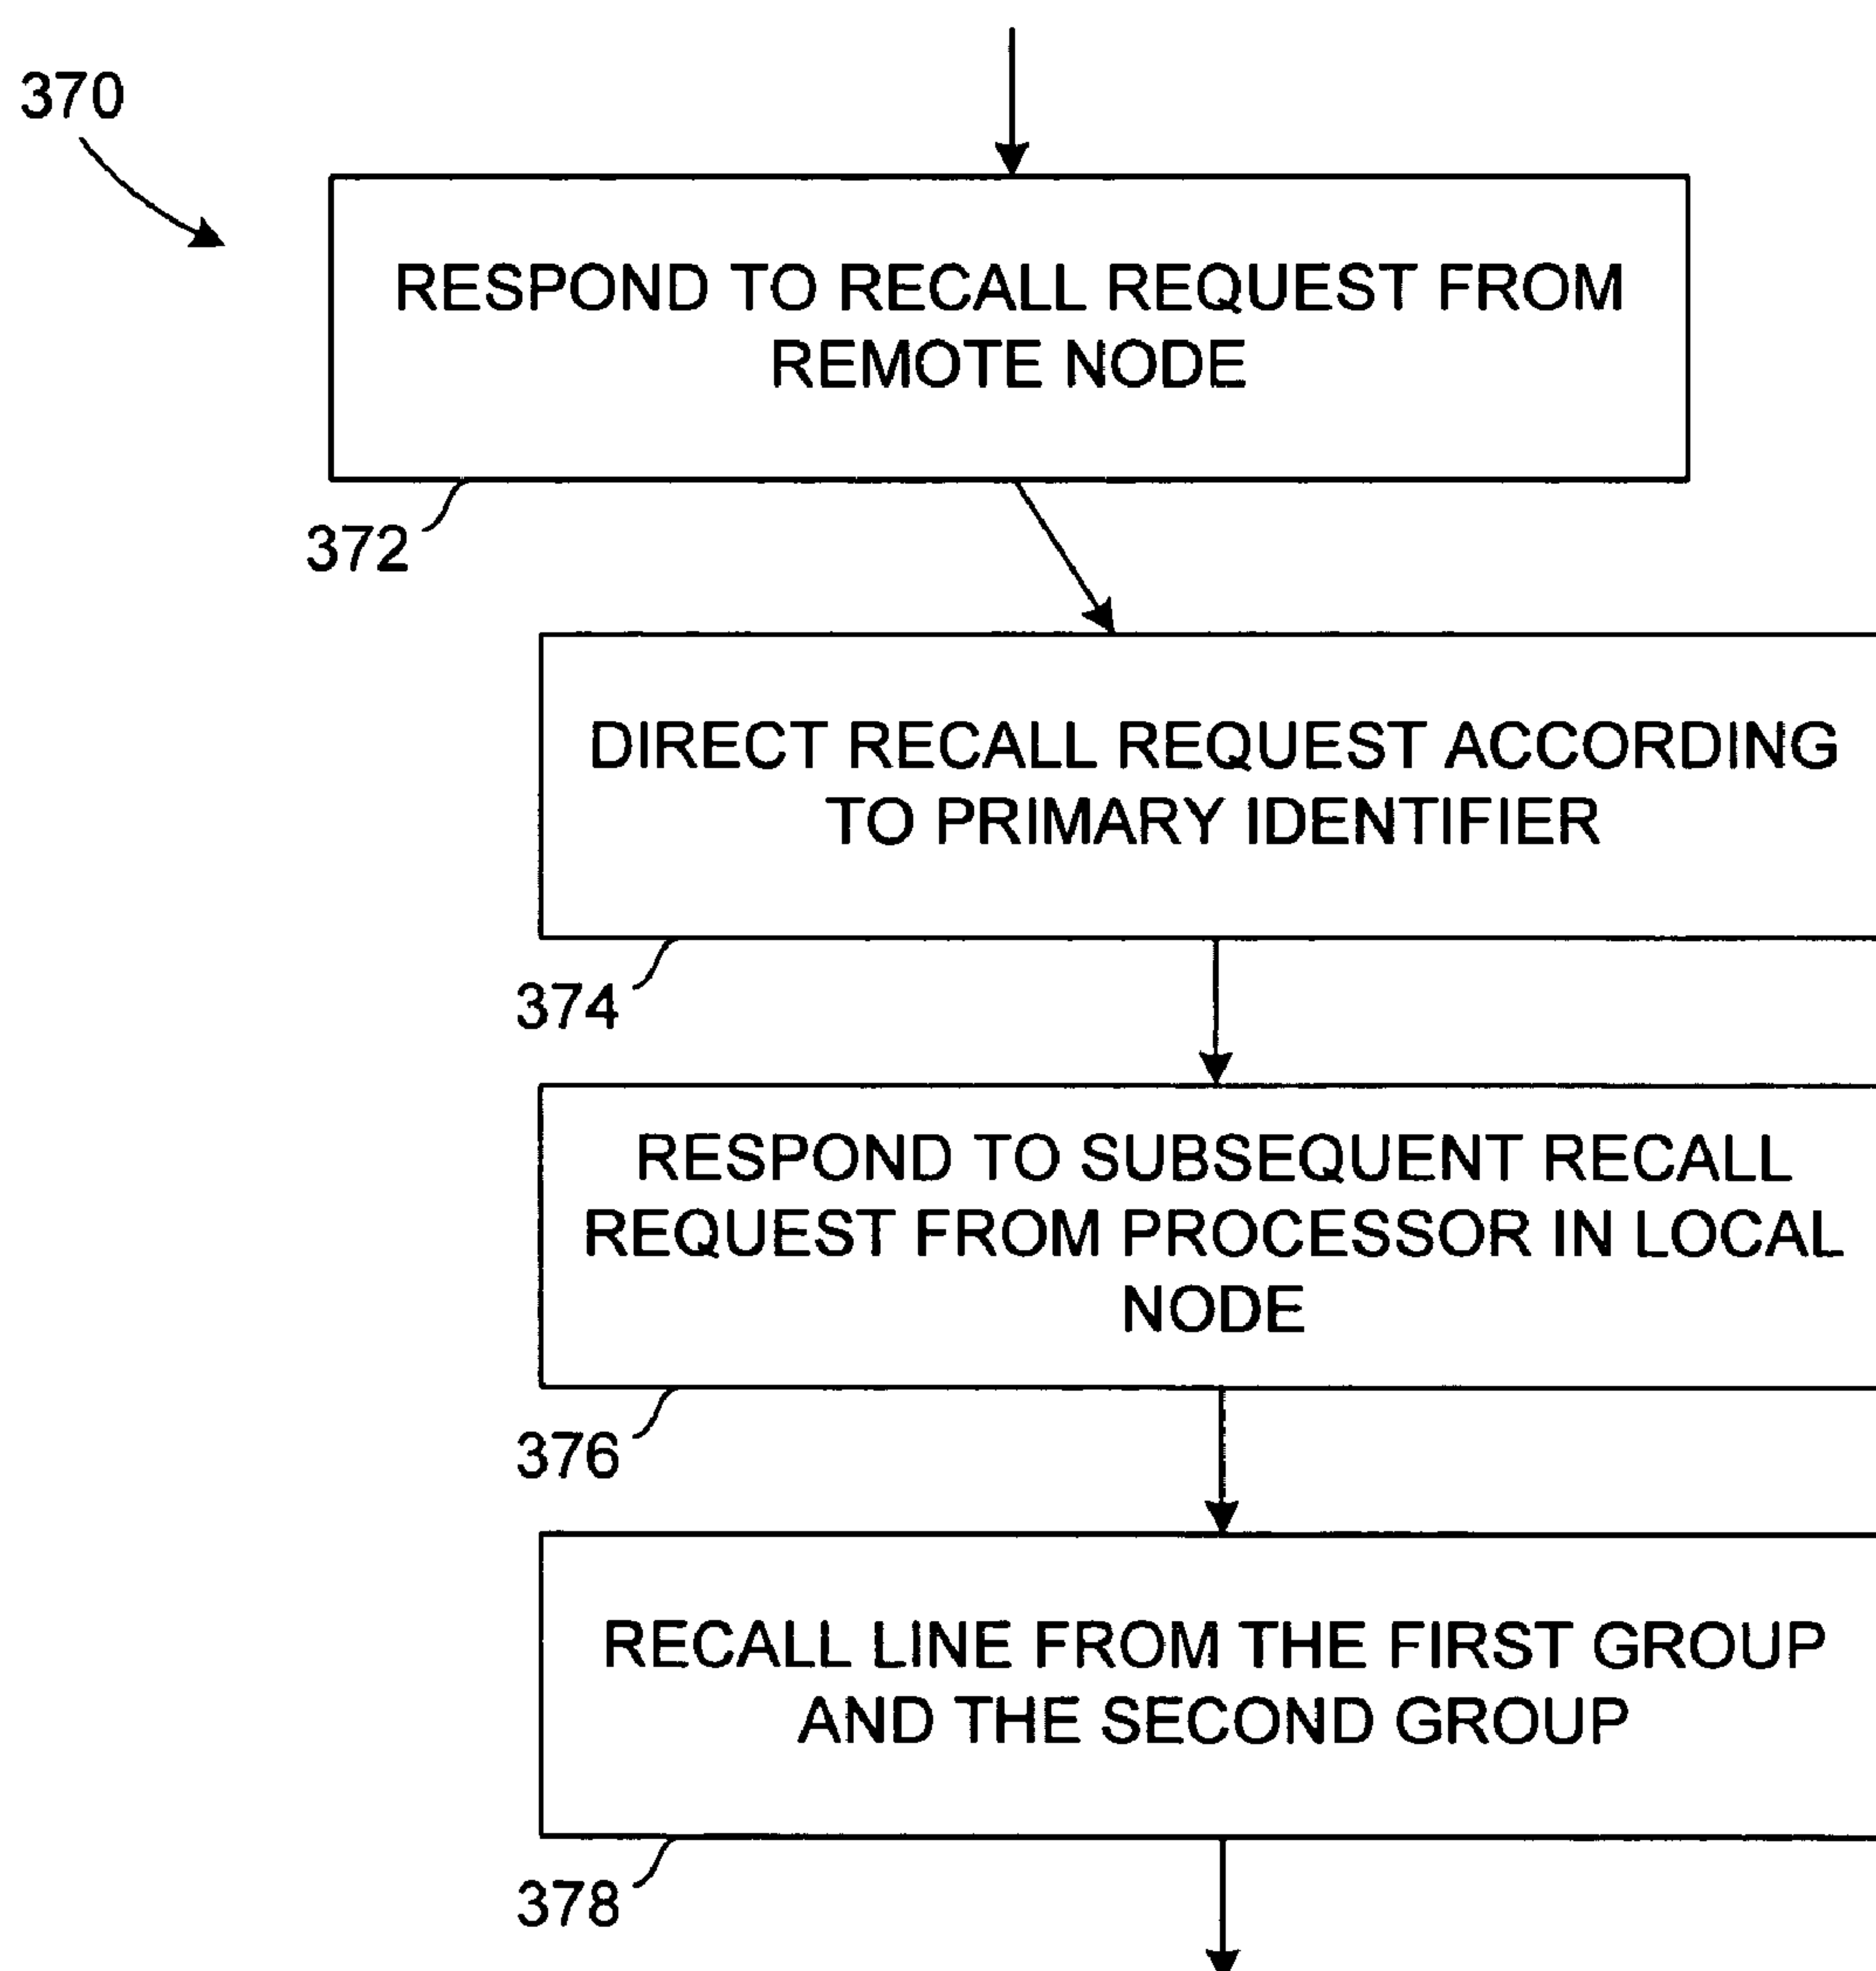 370
RESPOND TO RECALL REQUEST FROM
REMOTE NODE
372
DIRECT RECALL REQUEST ACCORDING
TO PRIMARY IDENTIFIER
374
RESPOND TO SUBSEQUENT RECALL
REQUEST FROM PROCESSOR IN LOCAL
NODE
376
RECALL LINE FROM THE FIRST GROUP
AND THE SECOND GROUP
378